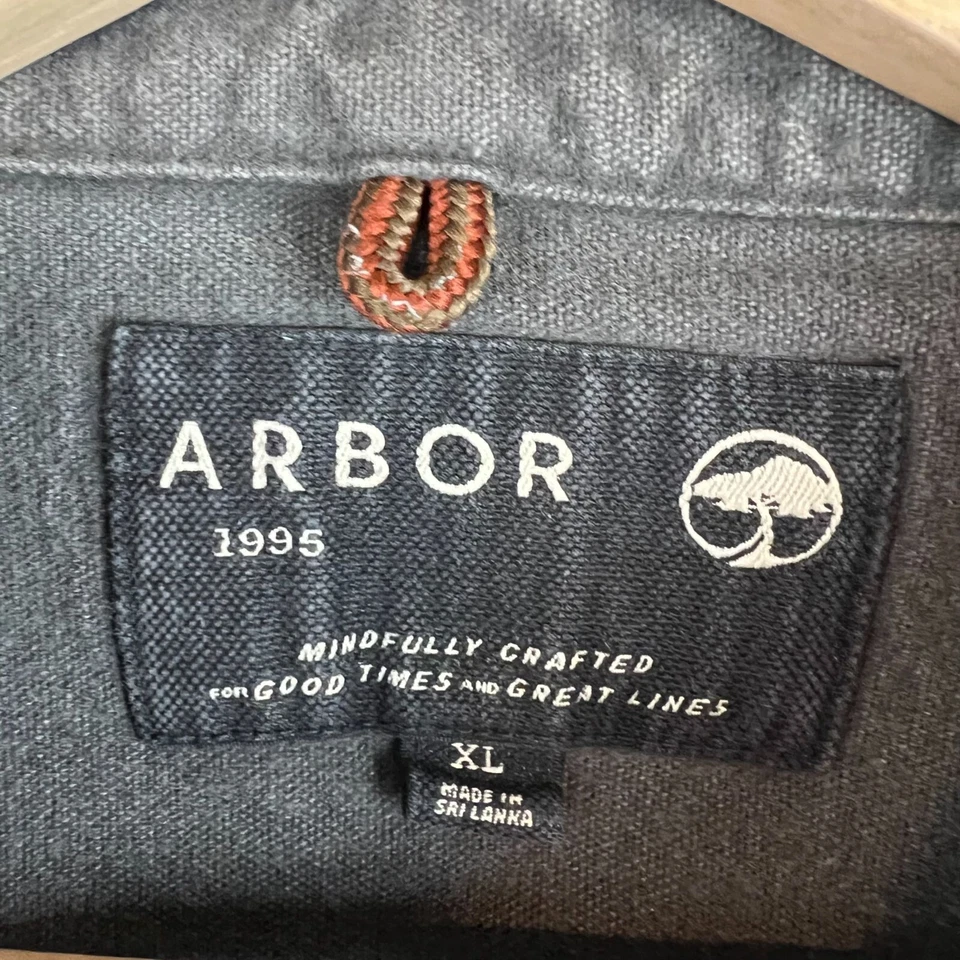 ARBOR
1995
MINDFULLY CRAFTED
FOR GOOD TIMES AND GREAT LINES
XL
MADE IN
SRI LANKA